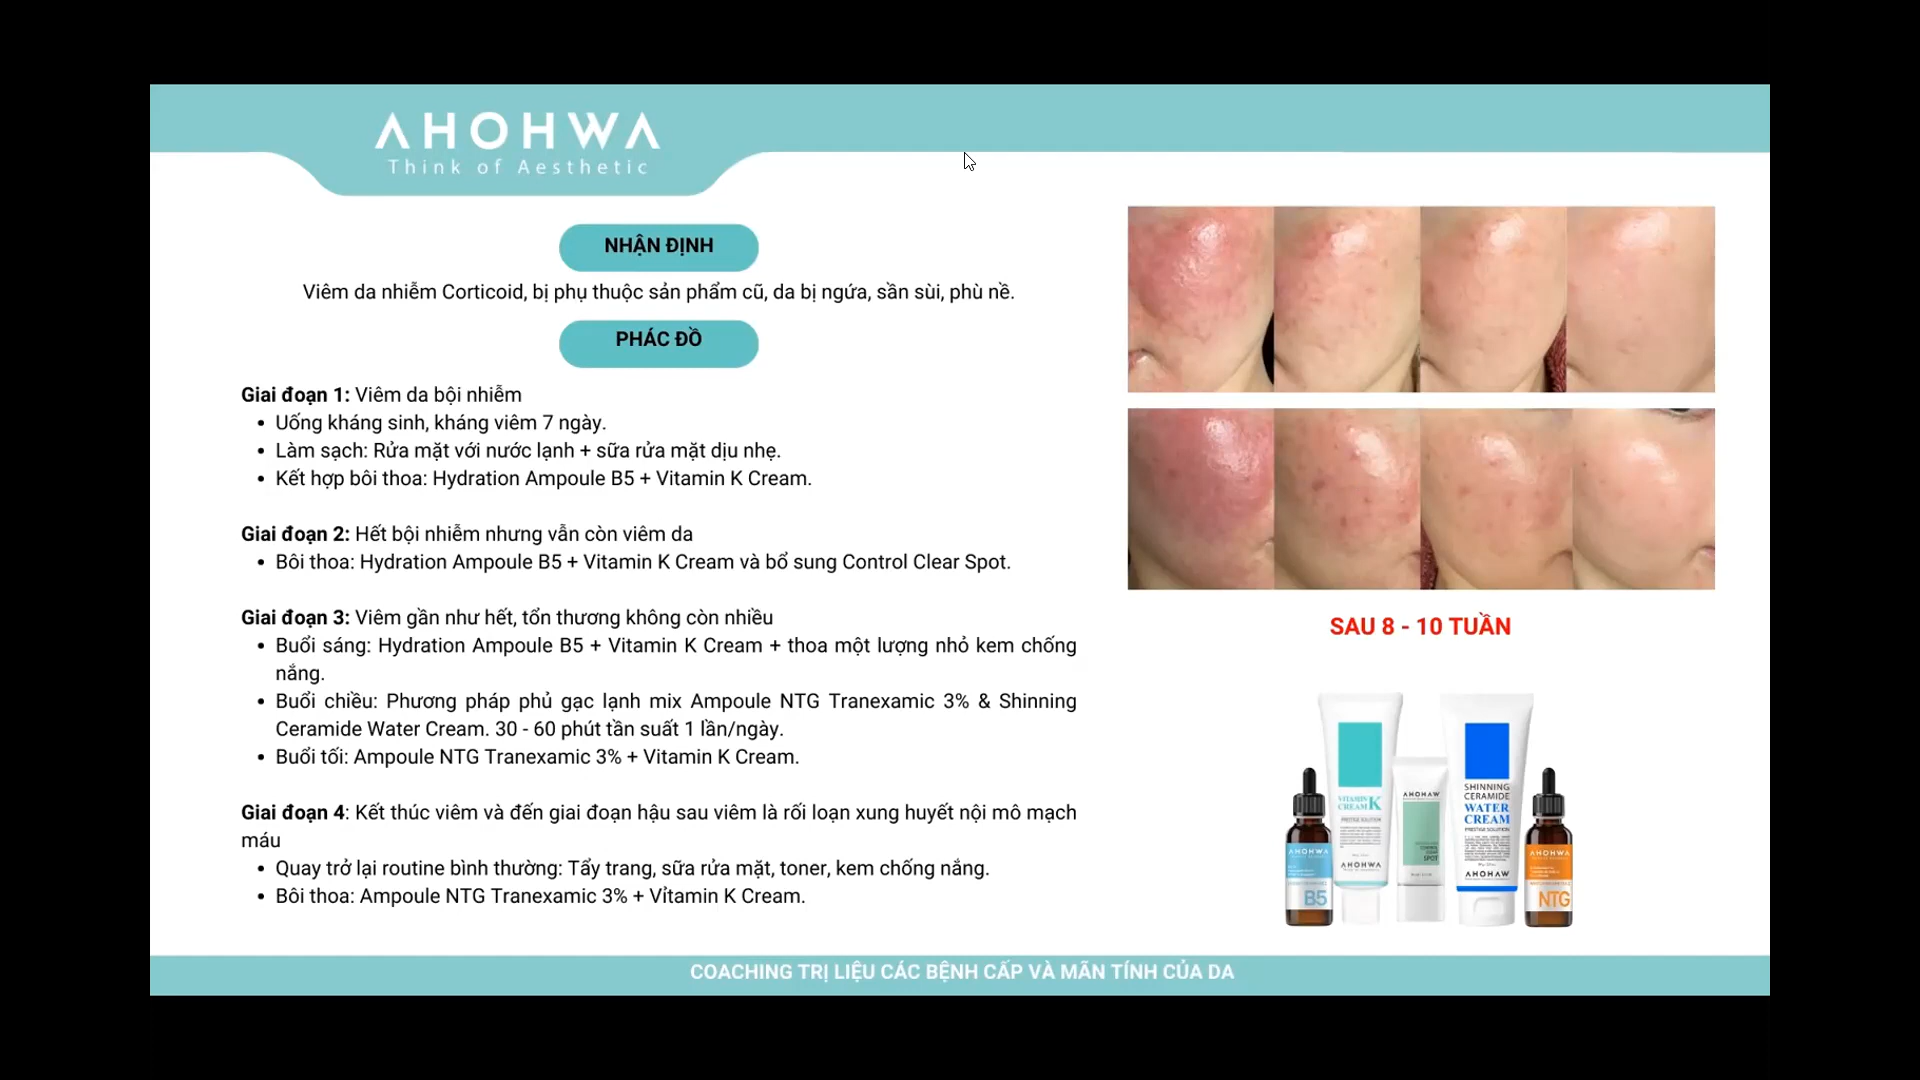 AHOHWA
Think of Aesthetic
NHẬN ĐỊNH
Viêm da nhiễm Corticoid, bị phụ thuộc sản phẩm cũ, da bị ngứa, sần sùi, phù nề.
PHÁC ĐỒ
Giai đoạn 1: Viêm da bội nhiễm
• Uống kháng sinh, kháng viêm 7 ngày.
• Làm sạch: Rửa mặt với nước lạnh + sữa rửa mặt dịu nhẹ.
• Kết hợp bôi thoa: Hydration Ampoule B5 + Vitamin K Cream.
Giai đoạn 2: Hết bội nhiễm nhưng vẫn còn viêm da
• Bôi thoa: Hydration Ampoule B5 + Vitamin K Cream và bổ sung Control Clear Spot.
Giai đoạn 3: Viêm gần như hết, tổn thương không còn nhiều
• Buổi sáng: Hydration Ampoule B5 + Vitamin K Cream + thoa một lượng nhỏ kem chống
nắng.
• Buổi chiều: Phương pháp phủ gạc lạnh mix Ampoule NTG Tranexamic 3% & Shinning
Ceramide Water Cream. 30 - 60 phút tần suất 1 lần/ngày.
• Buổi tối: Ampoule NTG Tranexamic 3% + Vitamin K Cream.
Giai đoạn 4: Kết thúc viêm và đến giai đoạn hậu sau viêm là rối loạn xung huyết nội mô mạch
máu
• Quay trở lại routine bình thường: Tẩy trang, sữa rửa mặt, toner, kem chống nắng.
• Bôi thoa: Ampoule NTG Tranexamic 3% + Vitamin K Cream.
SAU 8 - 10 TUẦN
VITAMIN K
CREAM
PRESTIGE SOLUTION
AHOHWA
AHOHAW
CONTROL
CLEAR
SPOT
SHINNING
CERAMIDE
WATER
CREAM
PRESTIGE SOLUTION
AHOHAW
AHOHWA
B5
AHOHWA
NTG
COACHING TRỊ LIỆU CÁC BỆNH CẤP VÀ MÃN TÍNH CỦA DA